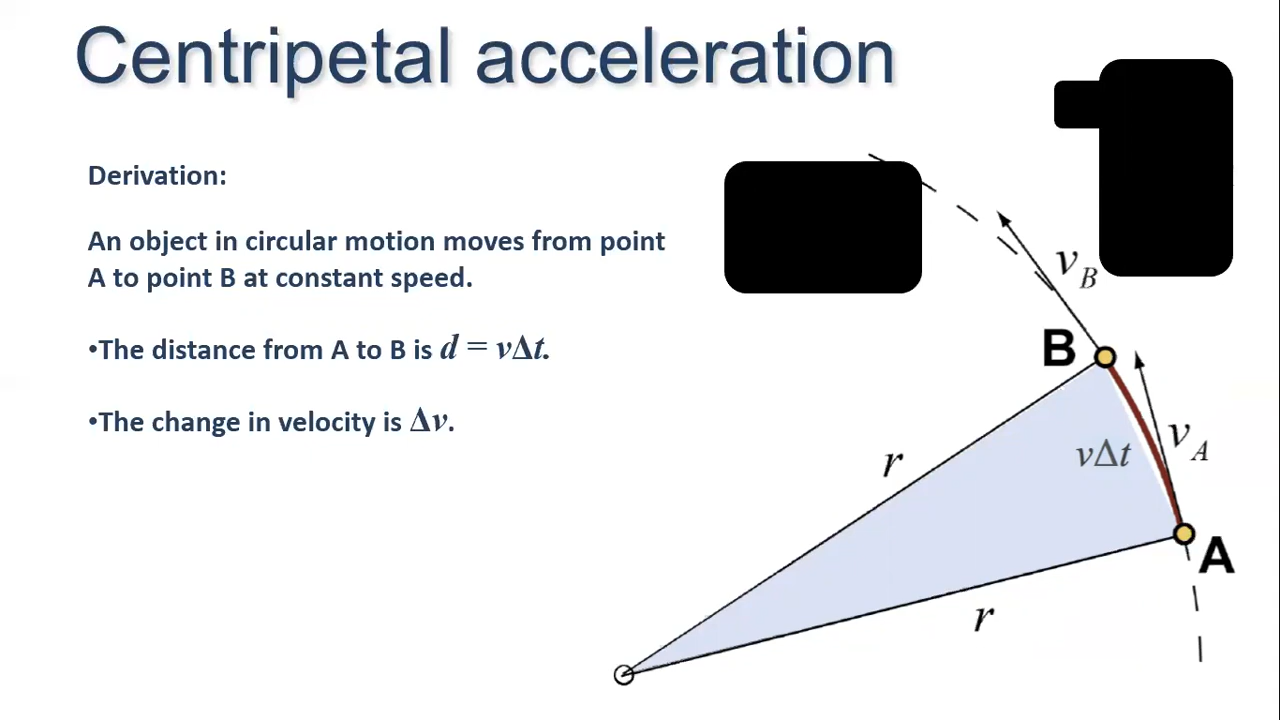 Centripetal acceleration
Derivation:
An object in circular motion moves from point
A to point B at constant speed.
•The distance from A to B is d = vΔt.
•The change in velocity is Δv.
v_B
B
v_A
vΔt
r
A
r